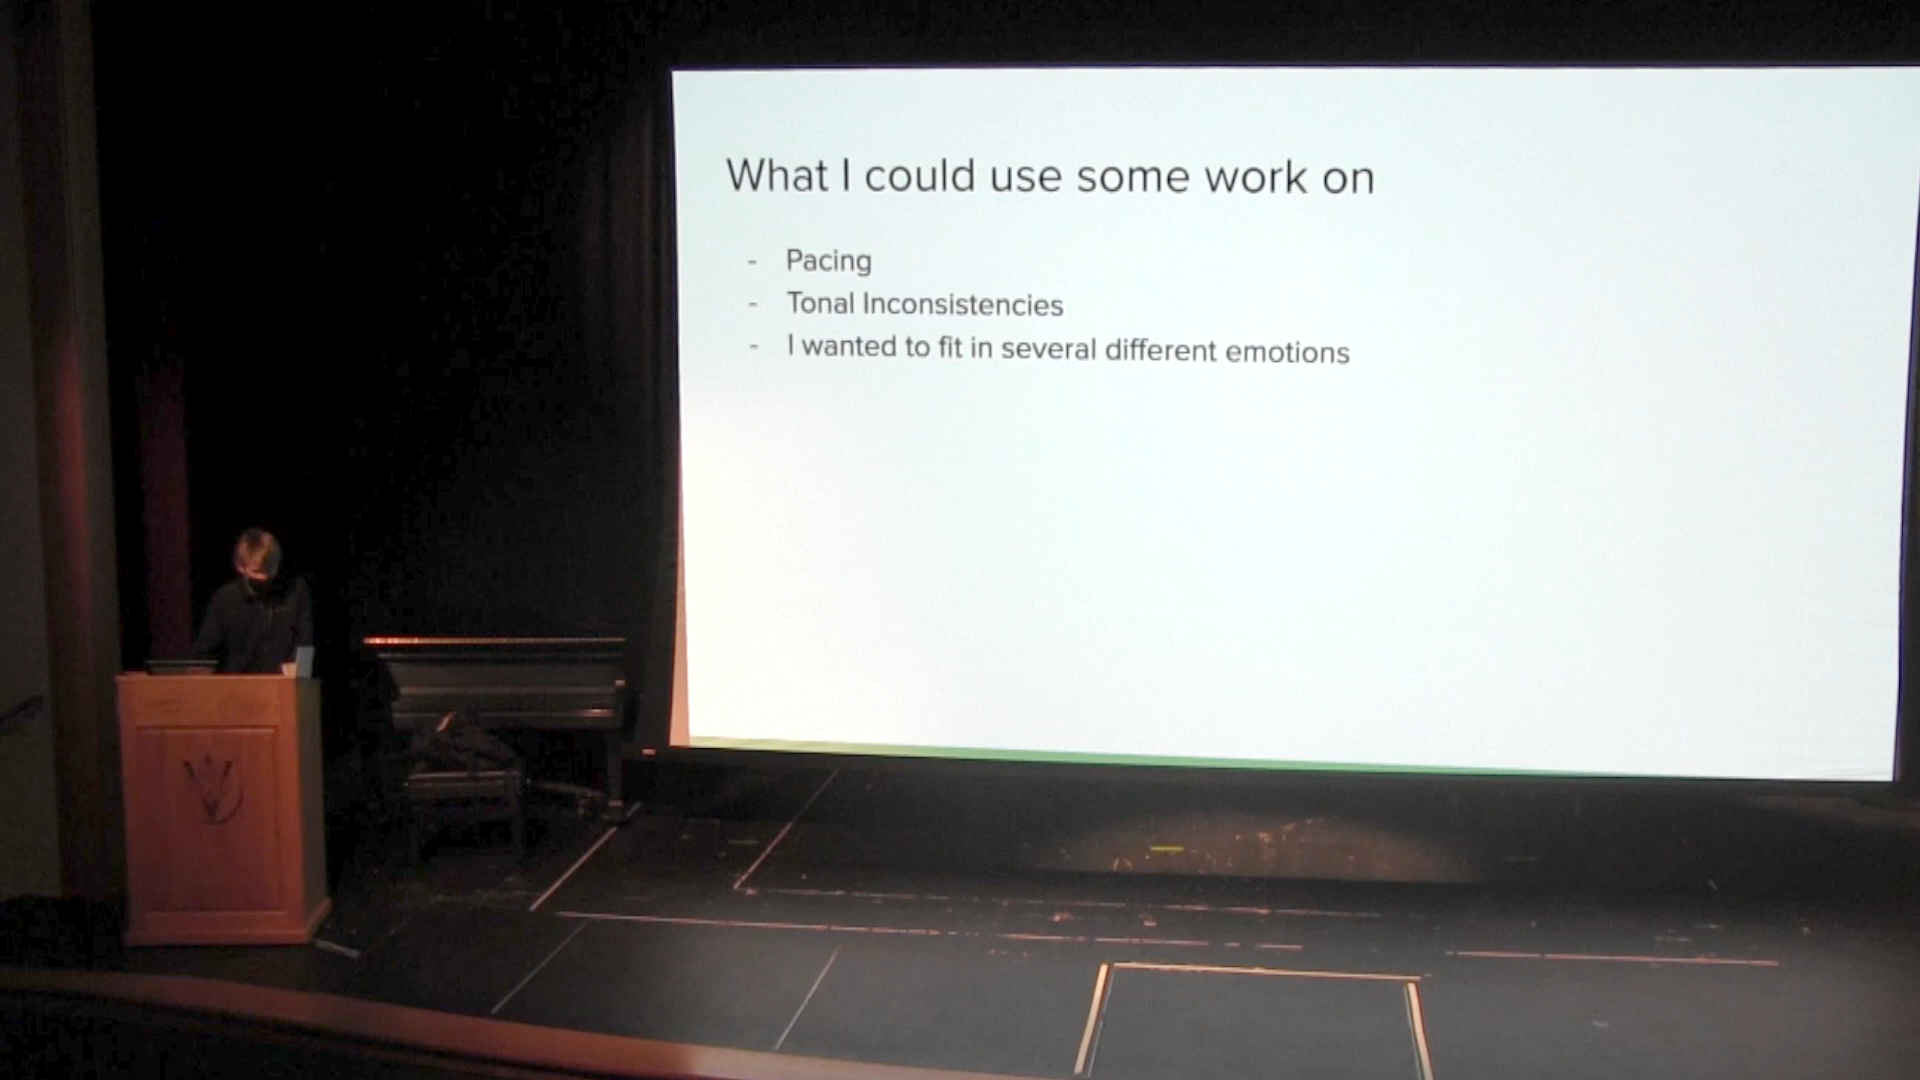 What I could use some work on
- Pacing
- Tonal Inconsistencies
- I wanted to fit in several different emotions